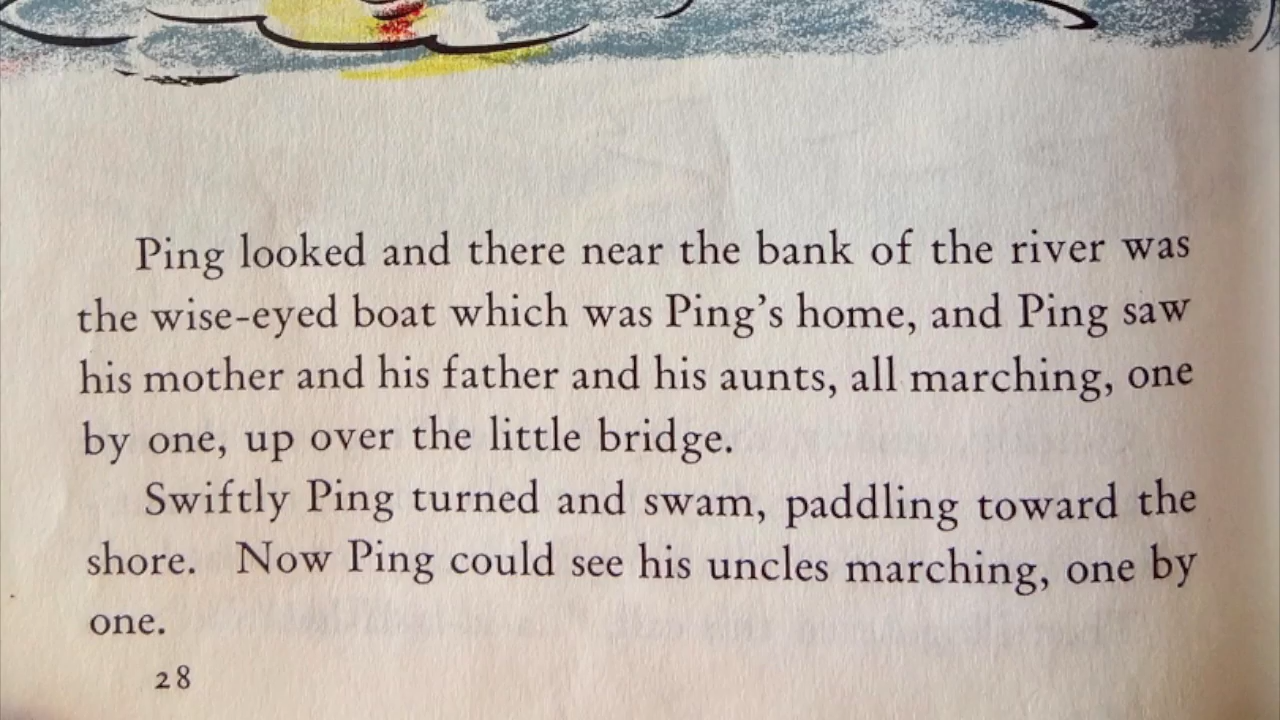 Ping looked and there near the bank of the river was
the wise-eyed boat which was Ping's home, and Ping saw
his mother and his father and his aunts, all marching, one
by one, up over the little bridge.
Swiftly Ping turned and swam, paddling toward the
shore. Now Ping could see his uncles marching, one by
one.
28